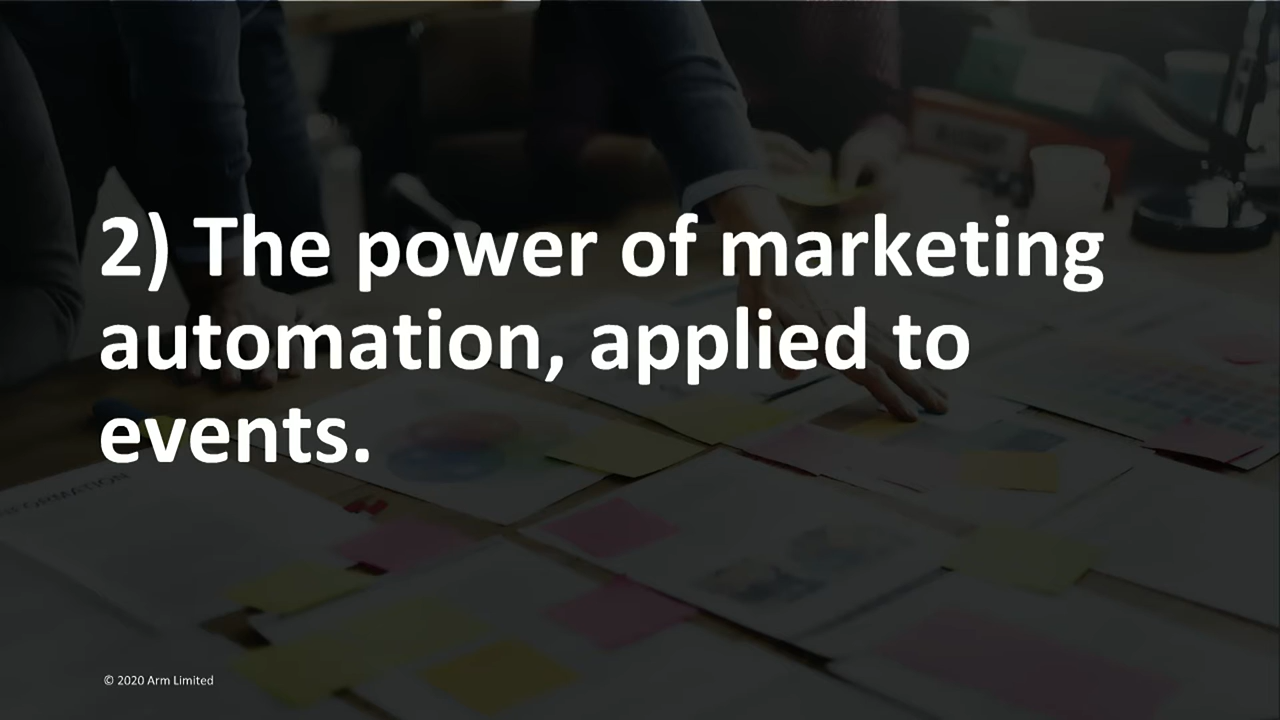 2) The power of marketing
automation, applied to
events.
© 2020 Arm Limited